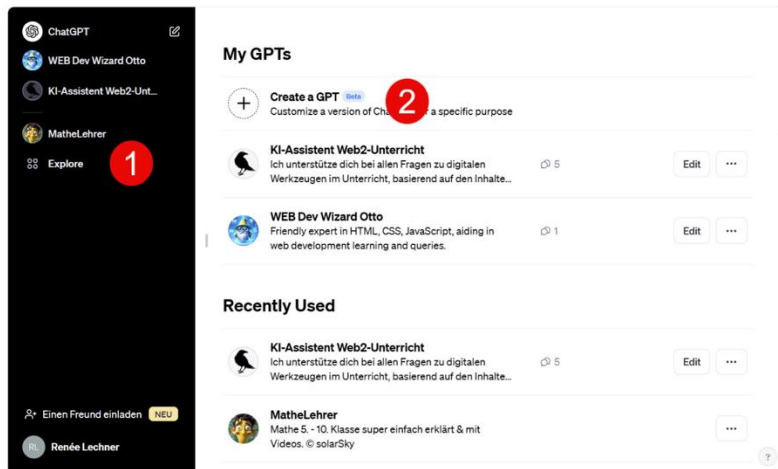 ChatGPT
WEB Dev Wizard Otto
KI-Assistent Web2-Unt...
MatheLehrer
Explore
1
Einen Freund einladen NEU
RL Renée Lechner
My GPTs
Create a GPT Beta
2
Customize a version of Cha a specific purpose
KI-Assistent Web2-Unterricht
Ich unterstütze dich bei allen Fragen zu digitalen
Werkzeugen im Unterricht, basierend auf den Inhalte...
5
Edit
...
WEB Dev Wizard Otto
Friendly expert in HTML, CSS, JavaScript, aiding in
web development learning and queries.
1
Edit
...
Recently Used
KI-Assistent Web2-Unterricht
Ich unterstütze dich bei allen Fragen zu digitalen
Werkzeugen im Unterricht, basierend auf den Inhalte...
5
Edit
...
MatheLehrer
Mathe 5. - 10. Klasse super einfach erklärt & mit
Videos. © solarSky
...
?